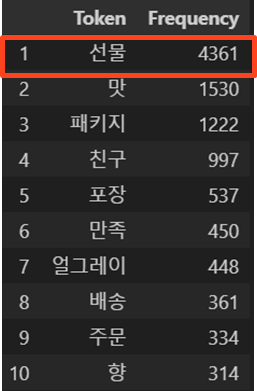 Token Frequency
1 선물 4361
2 맛 1530
3 패키지 1222
4 친구 997
5 포장 537
6 만족 450
7 얼그레이 448
8 배송 361
9 주문 334
10 향 314